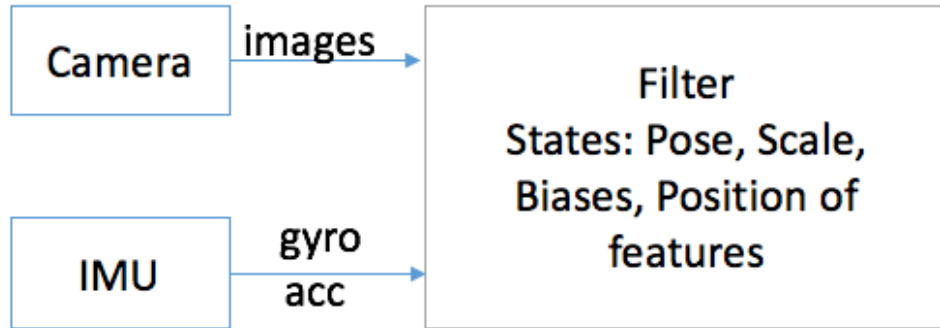 Camera
images
Filter
States: Pose, Scale,
Biases, Position of
features
IMU
gyro
acc